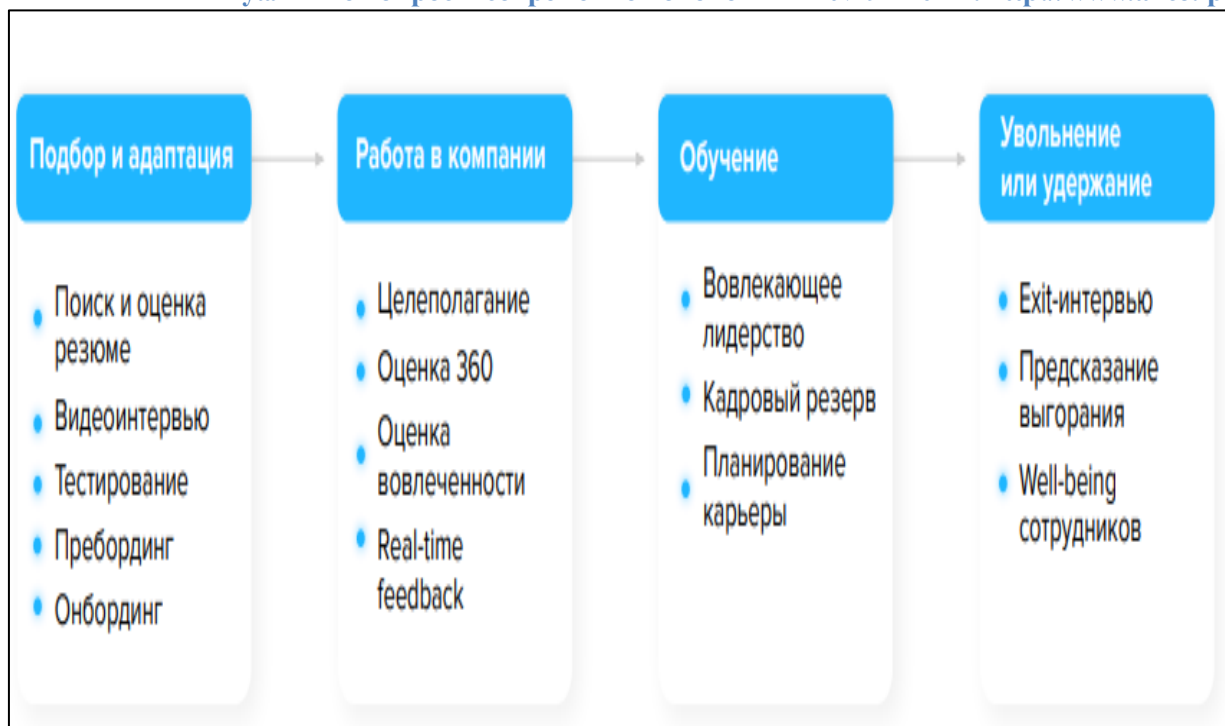 Подбор и адаптация
Поиск и оценка
резюме
Видеоинтервью
Тестирование
Пребординг
Онбординг
Работа в компании
Целеполагание
Оценка 360
Оценка
вовлеченности
Real-time
feedback
Обучение
Вовлекающее
лидерство
Кадровый резерв
Планирование
карьеры
Увольнение
или удержание
Exit-интервью
Предсказание
выгорания
Well-being
сотрудников